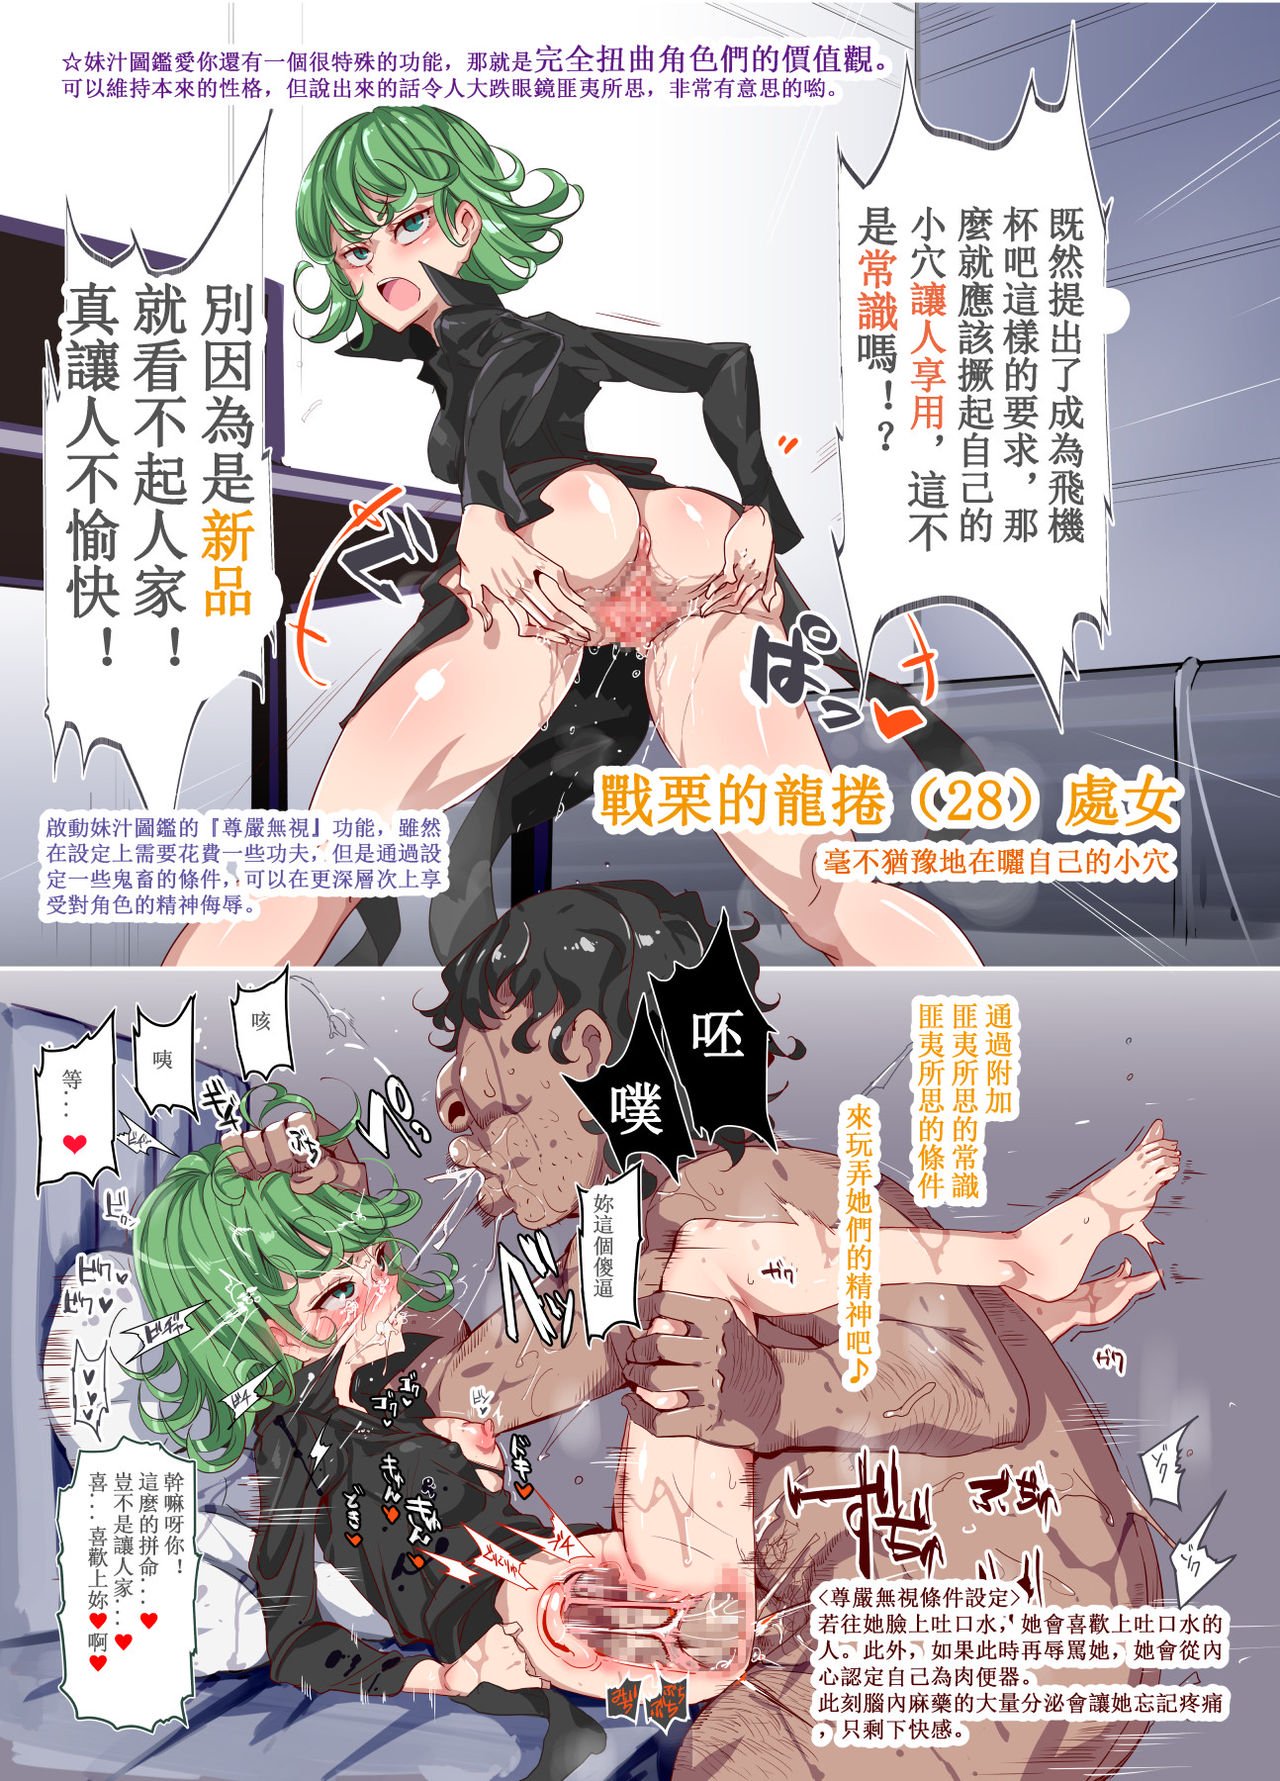 ☆妹汁圖鑑愛你還有一個很特殊的功能，那就是完全扭曲角色們的價值觀。
可以維持本來的性格，但說出來的話令人大跌眼鏡匪夷所思，非常有意思的喲。
既然提出了成為飛機
杯吧這樣的要求，那
麼就應該撅起自己的
小穴讓人享用，這不
是常識嗎！？
別因為是新品
就看不起人家！
真讓人不愉快！
ぱっ
戰栗的龍捲（28）處女
毫不猶豫地在曬自己的小穴
啟動妹汁圖鑑的『尊嚴無視』功能，雖然
在設定上需要花費一些功夫，但是通過設
定一些鬼畜的條件，可以在更深層次上享
受對角色的精神侮辱。
通過附加
匪夷所思的常識
匪夷所思的條件
來玩弄她們的精神吧♪
呸
噗
妳這個傻逼
咳
咦
等…
♥
幹嘛呀你！
這麼的拼命…♥
豈不是讓人家…♥
喜…喜歡上妳♥啊♥
<尊嚴無視條件設定>
若往她臉上吐口水，她會喜歡上吐口水的
人。此外，如果此時再辱罵她，她會從內
心認定自己為肉便器。
此刻腦內麻藥的大量分泌會讓她忘記疼痛
，只剩下快感。